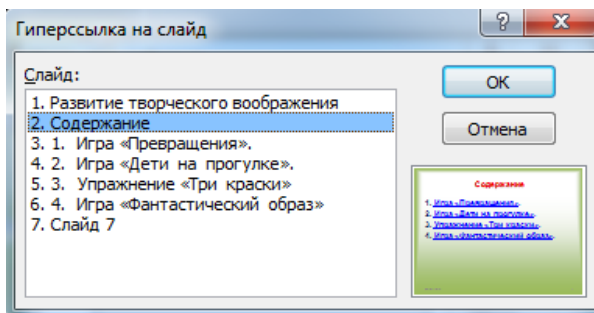 Гиперссылка на слайд
Слайд:
1. Развитие творческого воображения
2. Содержание
3. 1. Игра «Превращения».
4. 2. Игра «Дети на прогулке».
5. 3. Упражнение «Три краски»
6. 4. Игра «Фантастический образ»
7. Слайд 7
ОК
Отмена
Содержание
1. Игра «Превращения».
2. Игра «Дети на прогулке».
3. Упражнение «Три краски».
4. Игра «Фантастический образ».